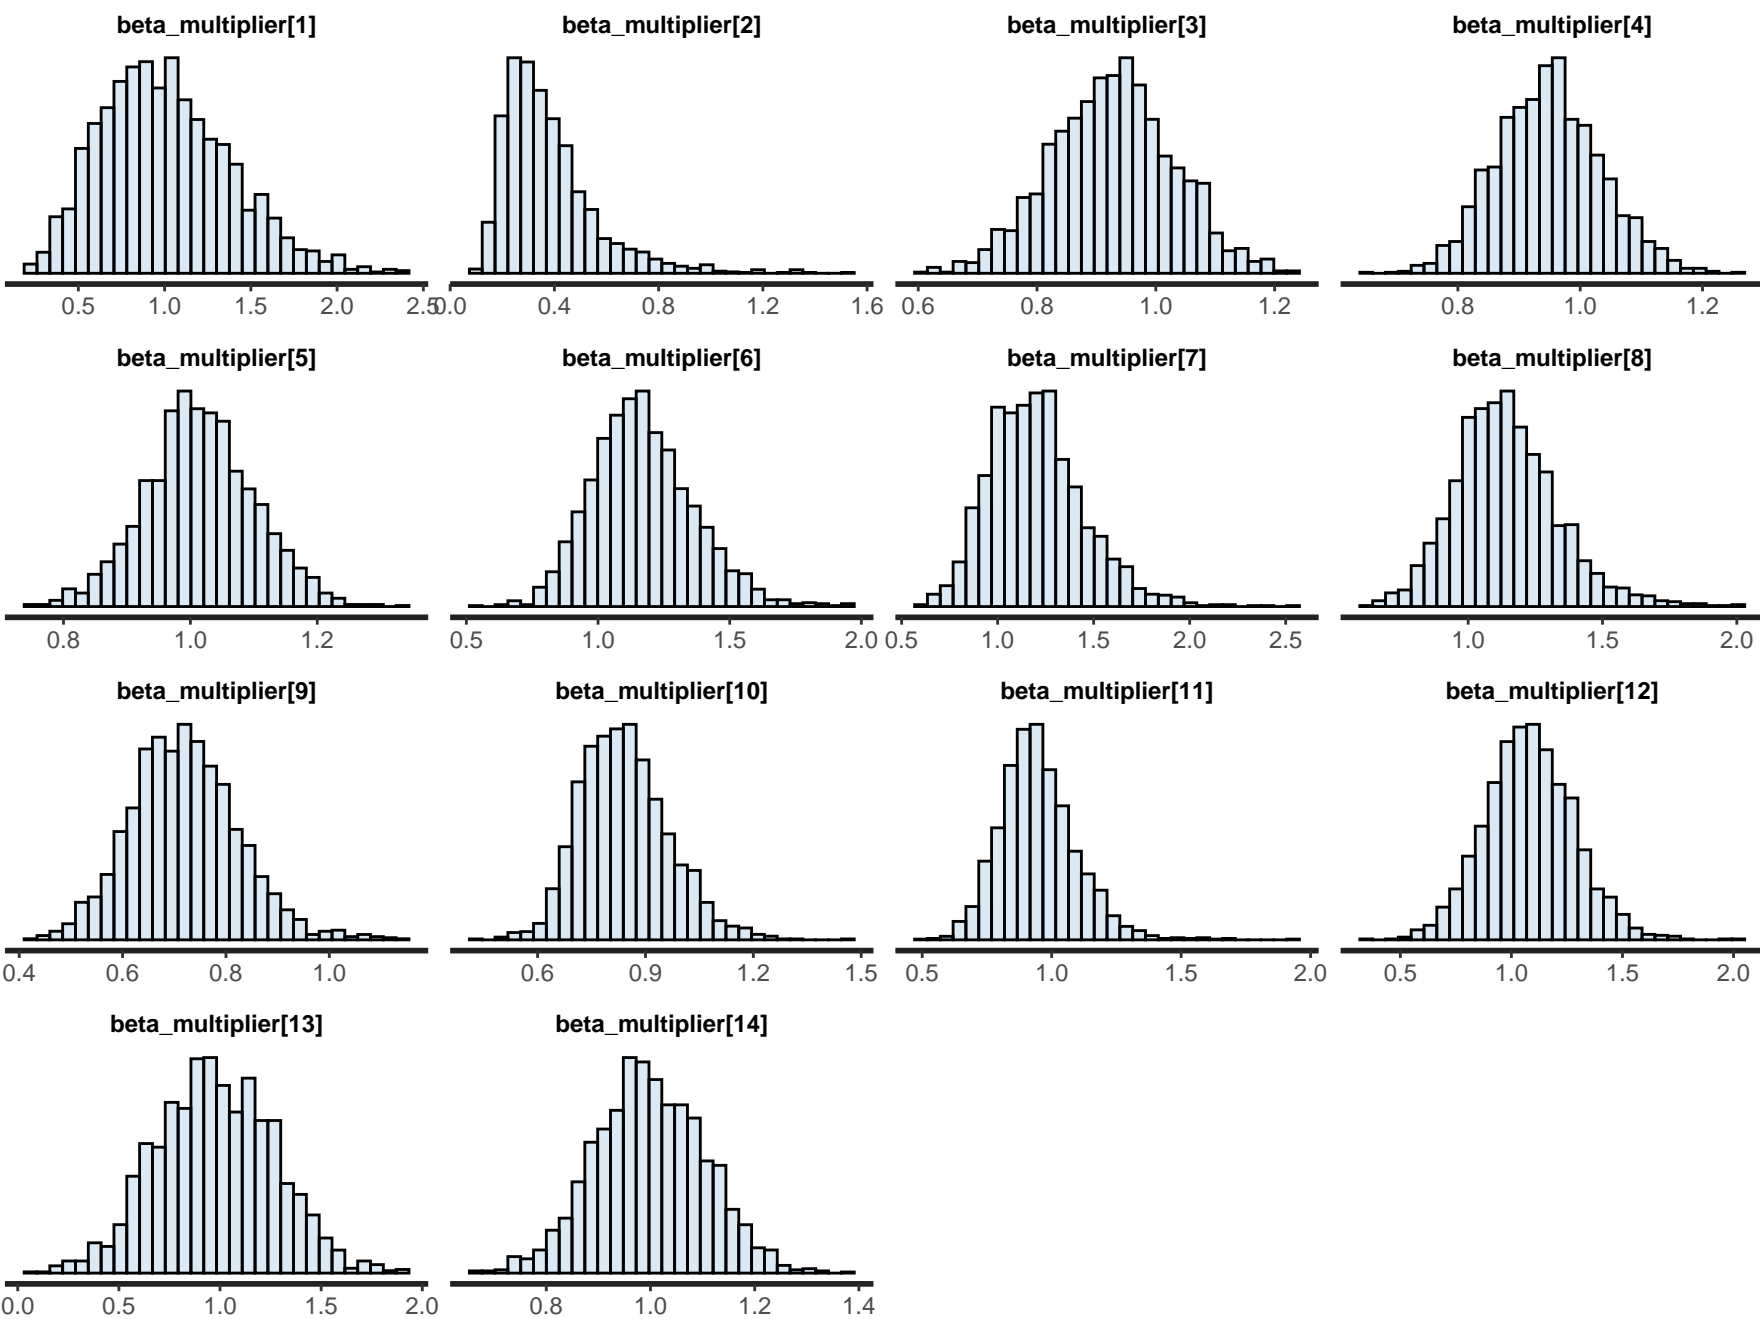 beta_multiplier[1] beta_multiplier[2] beta_multiplier[3] beta_multiplier[4]
0.5 1.0 1.5 2.0 2.5 0.0 0.4 0.8 1.2 1.6 0.6 0.8 1.0 1.2 0.8 1.0 1.2
beta_multiplier[5] beta_multiplier[6] beta_multiplier[7] beta_multiplier[8]
0.8 1.0 1.2 0.5 1.0 1.5 2.0 0.5 1.0 1.5 2.0 2.5 1.0 1.5 2.0
beta_multiplier[9] beta_multiplier[10] beta_multiplier[11] beta_multiplier[12]
0.4 0.6 0.8 1.0 0.6 0.9 1.2 1.5 0.5 1.0 1.5 2.0 0.5 1.0 1.5 2.0
beta_multiplier[13] beta_multiplier[14]
0.0 0.5 1.0 1.5 2.0 0.8 1.0 1.2 1.4